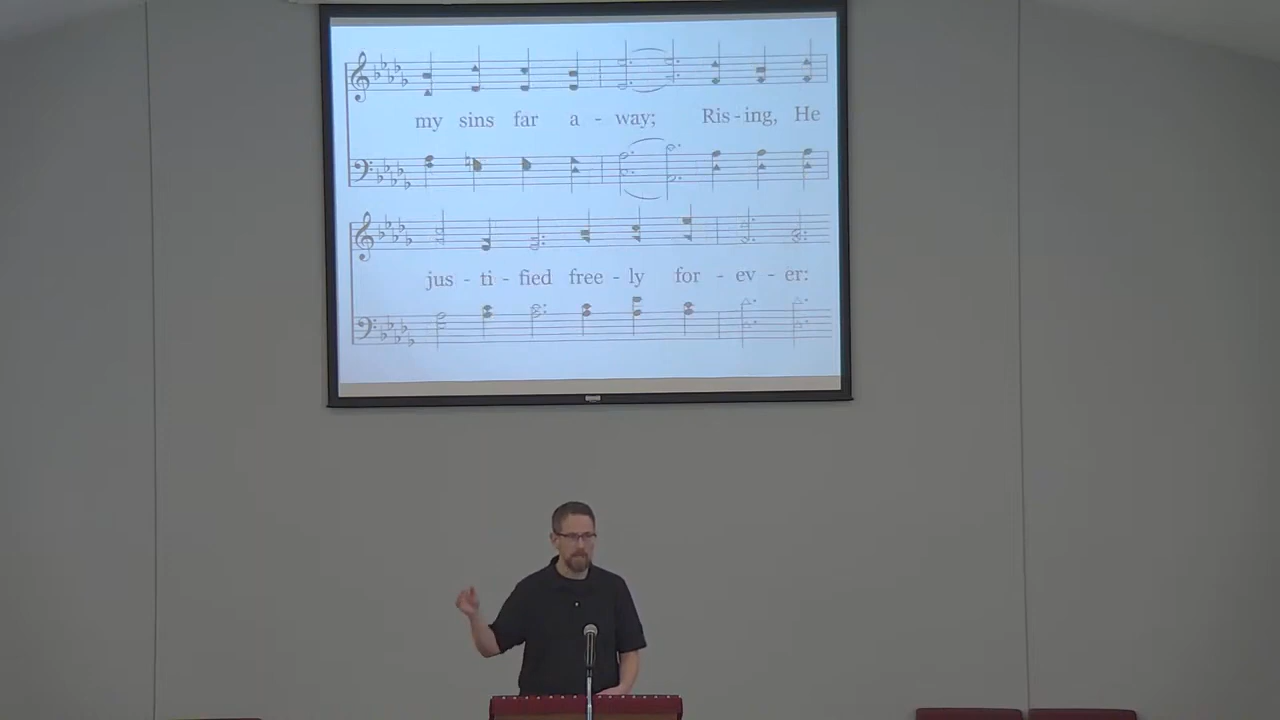 my sins far a - way; Ris - ing, He
jus - ti - fied free - ly for - ev - er: